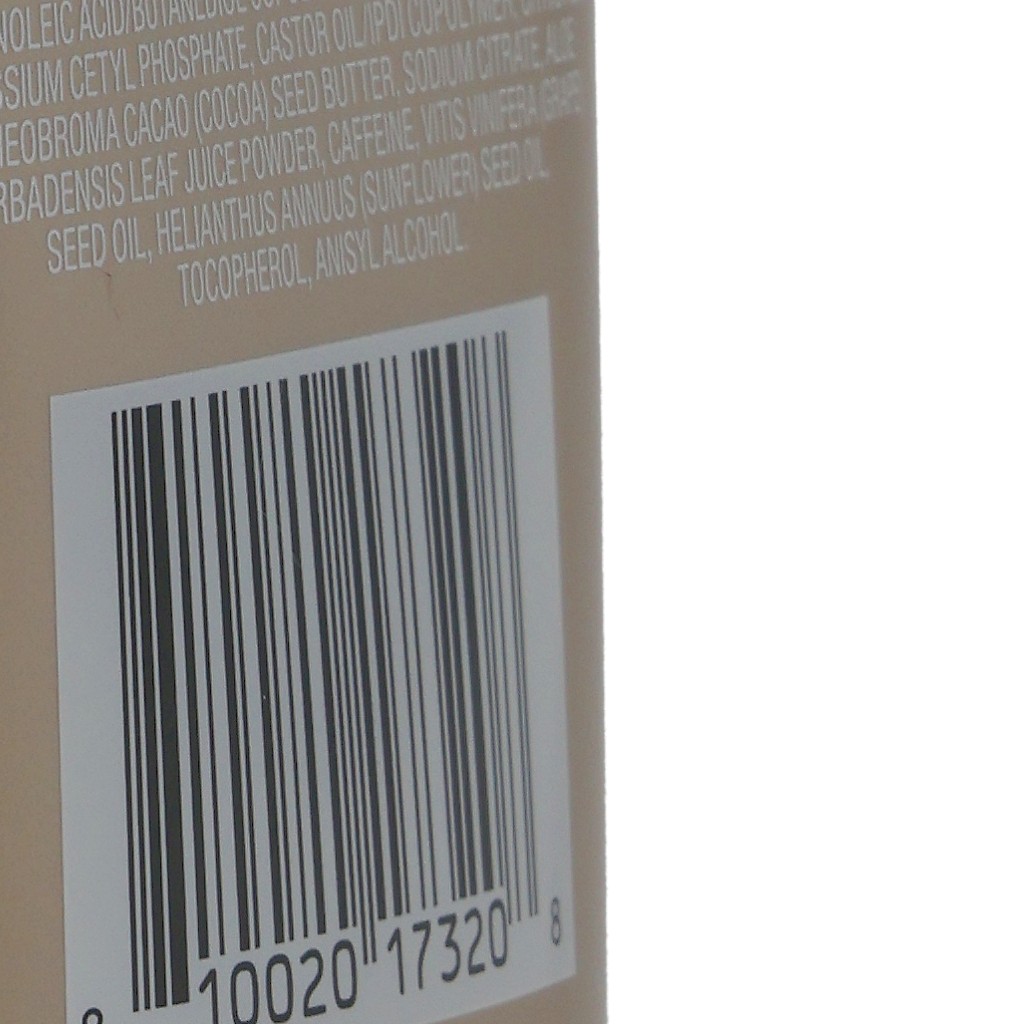 NOLEIC ACID/BUTANEDIOL
SSIUM CETYL PHOSPHATE, CASTOR OIL/IPDI COPOLYMER,
HEOBROMA CACAO (COCOA) SEED BUTTER, SODIUM CITRATE, ALOE
RBADENSIS LEAF JUICE POWDER, CAFFEINE, VITIS VINIFERA (GRAPE)
SEED OIL, HELIANTHUS ANNUUS (SUNFLOWER) SEED OIL,
TOCOPHEROL, ANISYL ALCOHOL.
8 10020 17320 8